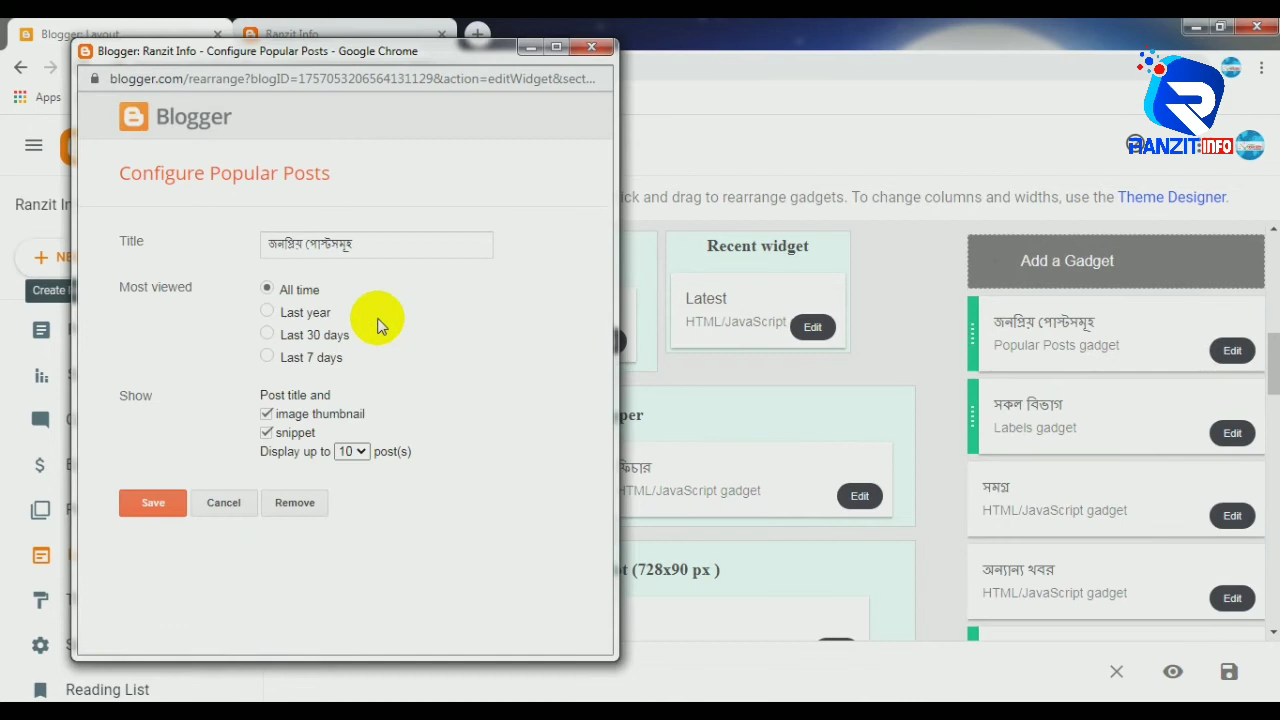 Blogger: Layout
Ranzit Info
Blogger: Ranzit Info - Configure Popular Posts - Google Chrome
blogger.com/rearrange?blogID=1757053206564131129&action=editWidget&sect...
Apps
Blogger
RANZIT INFO
Configure Popular Posts
ick and drag to rearrange gadgets. To change columns and widths, use the Theme Designer.
Ranzit In
Title
জনপ্রিয় পোস্টসমূহ
Most viewed
All time
Last year
Last 30 days
Last 7 days
Show
Post title and
image thumbnail
snippet
Display up to 10 post(s)
Save
Cancel
Remove
NE
Create N
Reading List
Recent widget
Latest
HTML/JavaScript
Edit
per
ফিচার
HTML/JavaScript gadget
Edit
ot (728x90 px )
Add a Gadget
জনপ্রিয় পোস্টসমূহ
Popular Posts gadget
Edit
সকল বিভাগ
Labels gadget
Edit
সমগ্র
HTML/JavaScript gadget
Edit
অন্যান্য খবর
HTML/JavaScript gadget
Edit